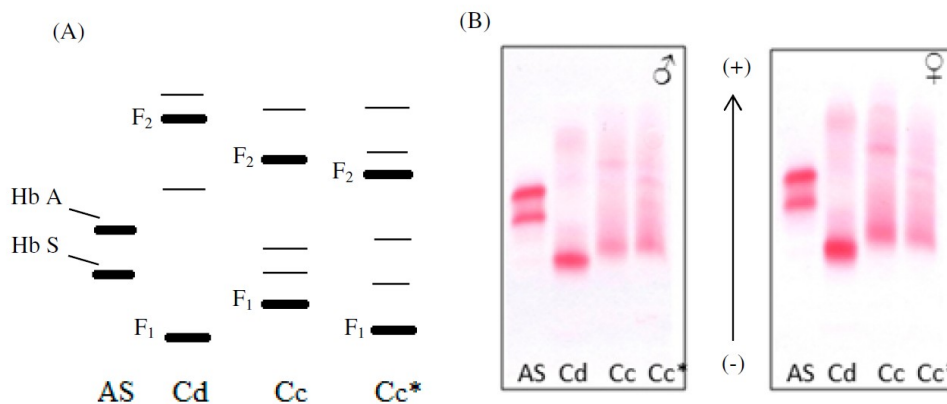 (A)
F2
F2
F2
Hb A
Hb S
F1
F1
F1
AS Cd Cc Cc*
(B)
♂
AS Cd Cc Cc*
(+)
(-)
♀
AS Cd Cc Cc*